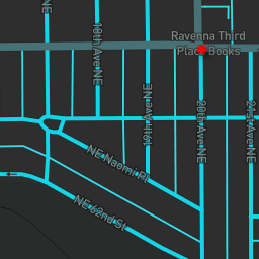 NE
18th Ave NE
Ravenna Third
Place Books
19th Ave NE
20th Ave NE
21st Ave NE
NE Naomi Pl
NE 62nd St